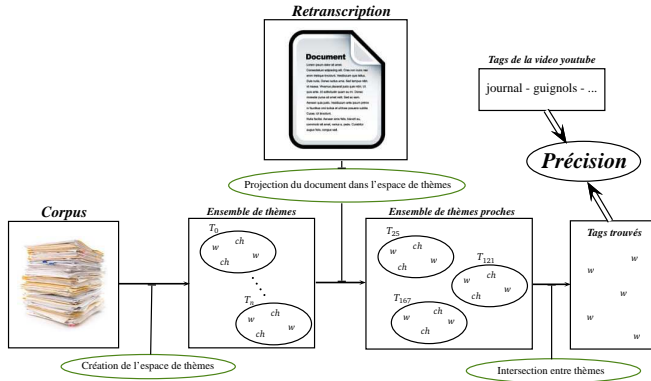 Retranscription
Document
Tags de la video youtube
journal - guignols - ...
Précision
Projection du document dans l'espace de thèmes
Corpus
Ensemble de thèmes
T0
w
ch
w
ch
Tn
ch
w
w
ch
Ensemble de thèmes proches
T25
w
ch
w
ch
T121
w
ch
w
ch
T167
w
ch
w
ch
Tags trouvés
w
w
w
w
w
Création de l'espace de thèmes
Intersection entre thèmes